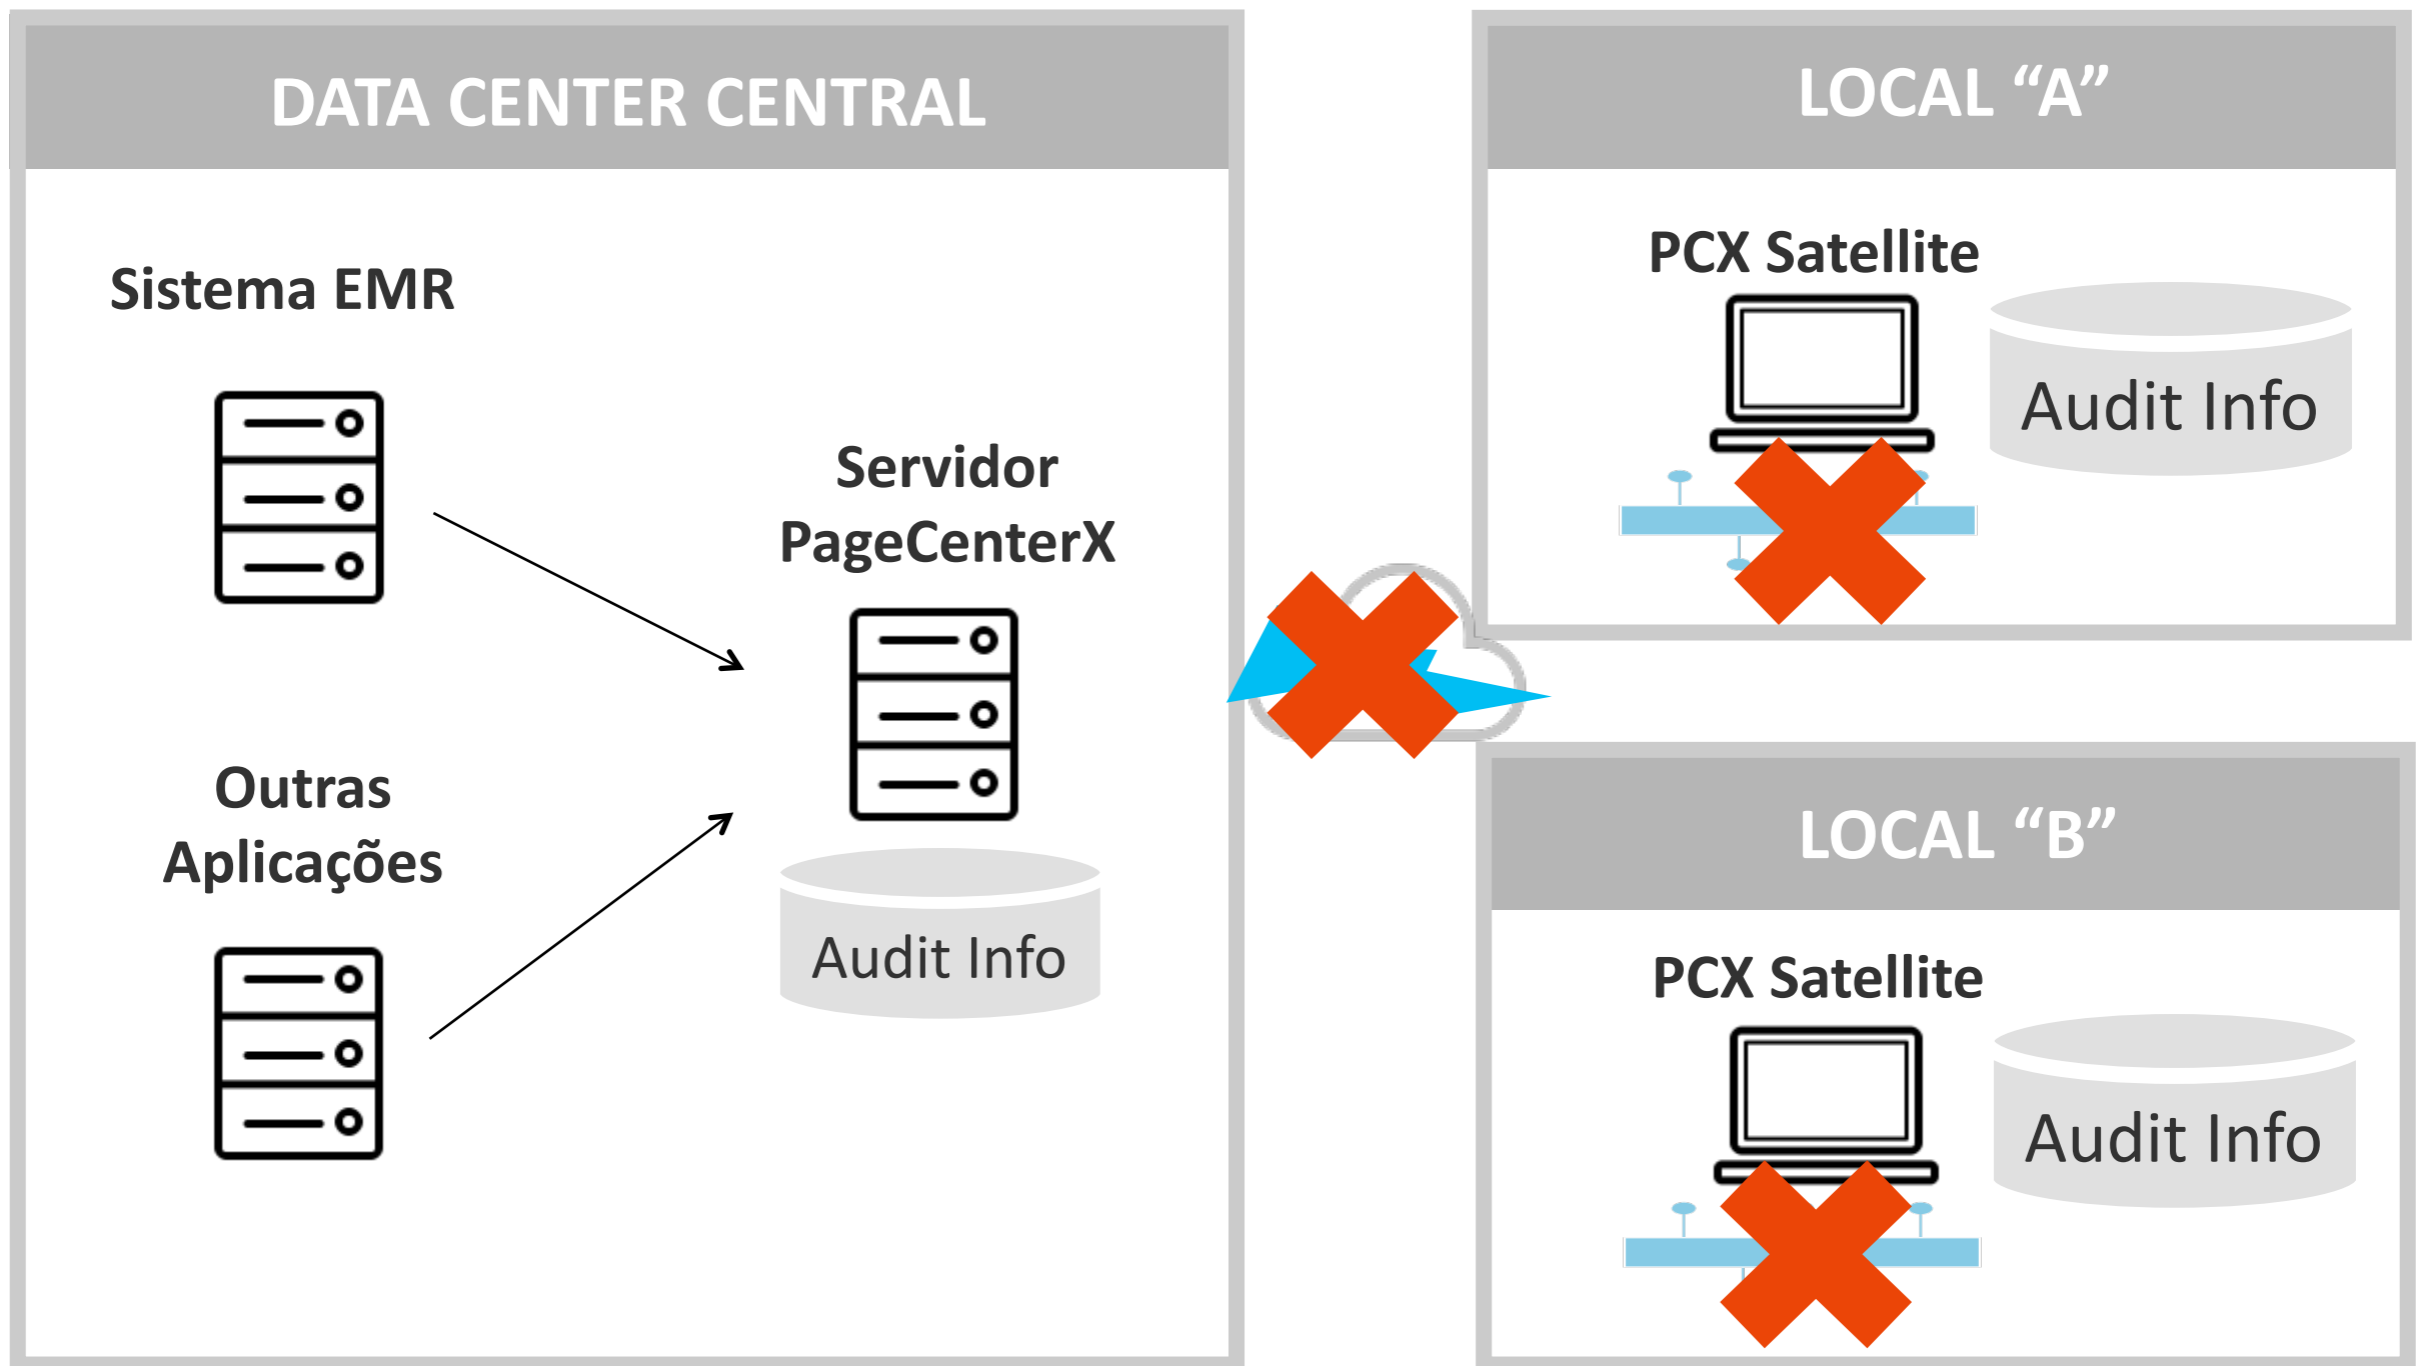 DATA CENTER CENTRAL
Sistema EMR
Servidor
PageCenterX
Outras
Aplicações
Audit Info
LOCAL “A”
PCX Satellite
Audit Info
LOCAL “B”
PCX Satellite
Audit Info